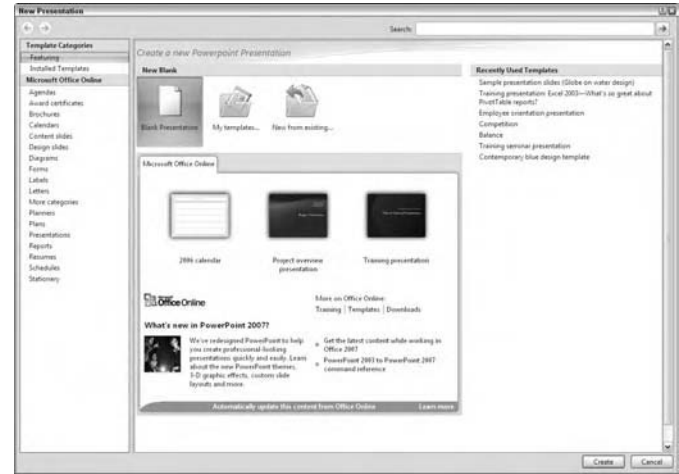 New Presentation
Search:
Template Categories
Featuring
Installed Templates
Microsoft Office Online
Agendas
Award certificates
Brochures
Calendars
Content slides
Design slides
Diagrams
Forms
Labels
Letters
More categories
Planners
Plans
Presentations
Reports
Resumes
Schedules
Stationery
Create a new Powerpoint Presentation
New Blank
Blank Presentation
My templates...
New from existing...
Microsoft Office Online
2006 calendar
Project overview
presentation
Training presentation
Office Online
More on Office Online:
Training | Templates | Downloads
What's new in PowerPoint 2007?
We've redesigned PowerPoint to help
you create professional-looking
presentations quickly and easily. Learn
about the new PowerPoint themes,
3-D graphic effects, custom slide
layouts and more.
Get the latest content while working in
Office 2007
PowerPoint 2003 to PowerPoint 2007
command reference
Automatically update this content from Office Online
Learn more
Recently Used Templates
Sample presentation slides (Globe on water design)
Training presentation: Excel 2003—What's so great about
PivotTable reports?
Employee orientation presentation
Competition
Balance
Training seminar presentation
Contemporary blue design template
Create
Cancel